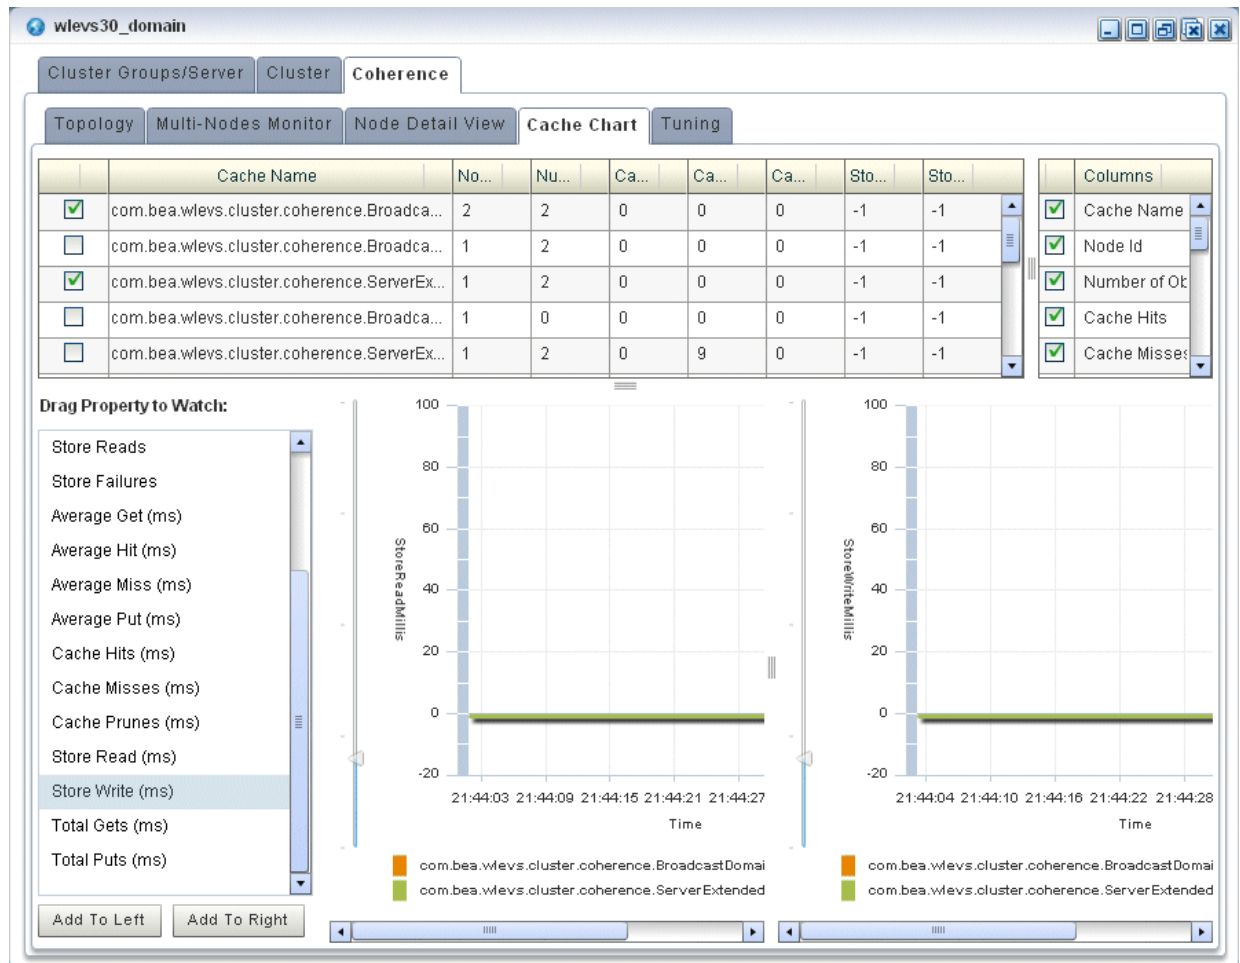 wlevs30_domain
Cluster Groups/Server Cluster Coherence
Topology Multi-Nodes Monitor Node Detail View Cache Chart Tuning
Cache Name No... Nu... Ca... Ca... Ca... Sto... Sto... Columns
com.bea.wlevs.cluster.coherence.Broadca... 2 2 0 0 0 -1 -1 Cache Name
com.bea.wlevs.cluster.coherence.Broadca... 1 2 0 0 0 -1 -1 Node Id
com.bea.wlevs.cluster.coherence.ServerEx... 1 2 0 0 0 -1 -1 Number of Ob
com.bea.wlevs.cluster.coherence.Broadca... 1 0 0 0 0 -1 -1 Cache Hits
com.bea.wlevs.cluster.coherence.ServerEx... 1 2 0 9 0 -1 -1 Cache Misses
Drag Property to Watch:
Store Reads
Store Failures
Average Get (ms)
Average Hit (ms)
Average Miss (ms)
Average Put (ms)
Cache Hits (ms)
Cache Misses (ms)
Cache Prunes (ms)
Store Read (ms)
Store Write (ms)
Total Gets (ms)
Total Puts (ms)
Add To Left Add To Right
100
80
60
40
20
0
-20
StoreReadMillis
21:44:03 21:44:09 21:44:15 21:44:21 21:44:27
Time
com.bea.wlevs.cluster.coherence.BroadcastDomai
com.bea.wlevs.cluster.coherence.ServerExtended
100
80
60
40
20
0
-20
StoreWriteMillis
21:44:04 21:44:10 21:44:16 21:44:22 21:44:28
Time
com.bea.wlevs.cluster.coherence.BroadcastDomai
com.bea.wlevs.cluster.coherence.ServerExtended